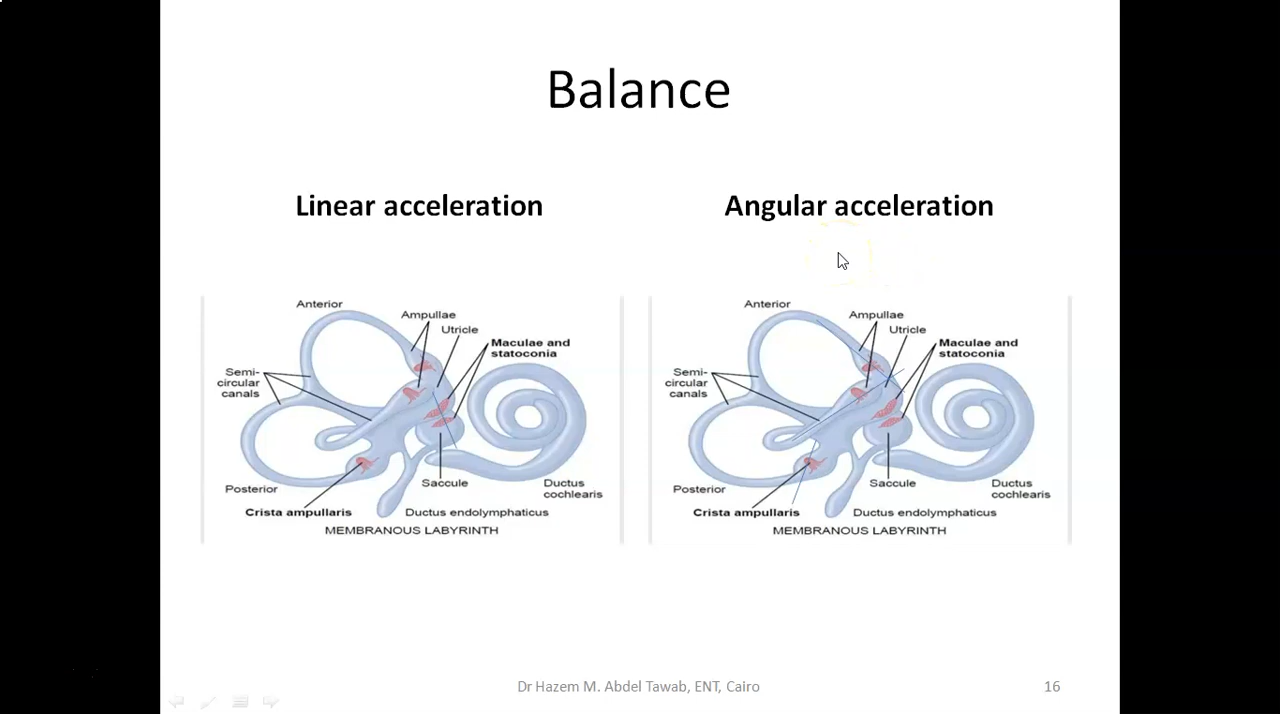 Balance
Linear acceleration
Anterior
Ampullae
Utricle
Maculae and
statoconia
Semi-
circular
canals
Posterior
Saccule
Ductus
cochlearis
Crista ampullaris
Ductus endolymphaticus
MEMBRANOUS LABYRINTH
Angular acceleration
Anterior
Ampullae
Utricle
Maculae and
statoconia
Semi-
circular
canals
Posterior
Saccule
Ductus
cochlearis
Crista ampullaris
Ductus endolymphaticus
MEMBRANOUS LABYRINTH
Dr Hazem M. Abdel Tawab, ENT, Cairo
16